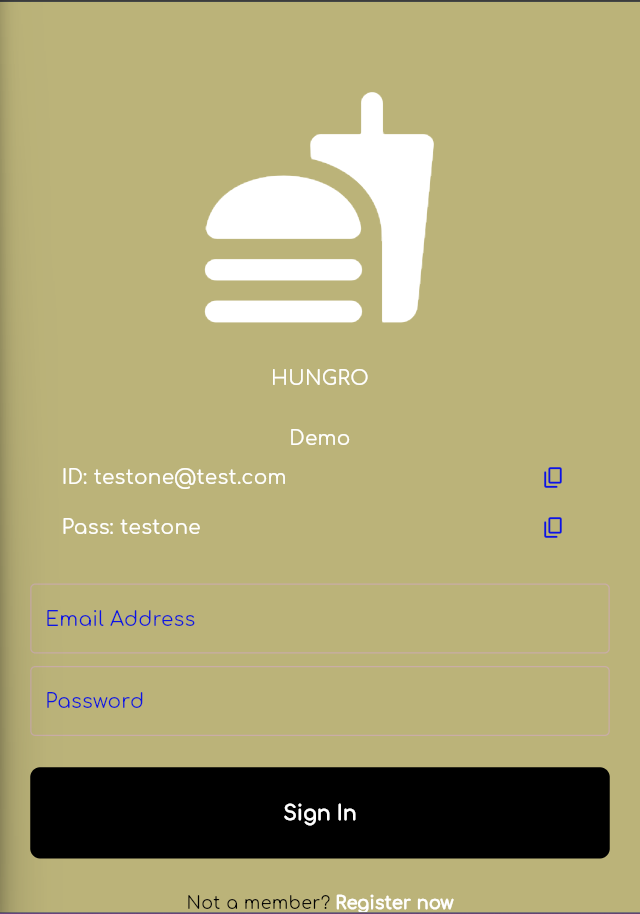 HUNGRO
Demo
ID: testone@test.com
Pass: testone
Email Address
Password
Sign In
Not a member? Register now